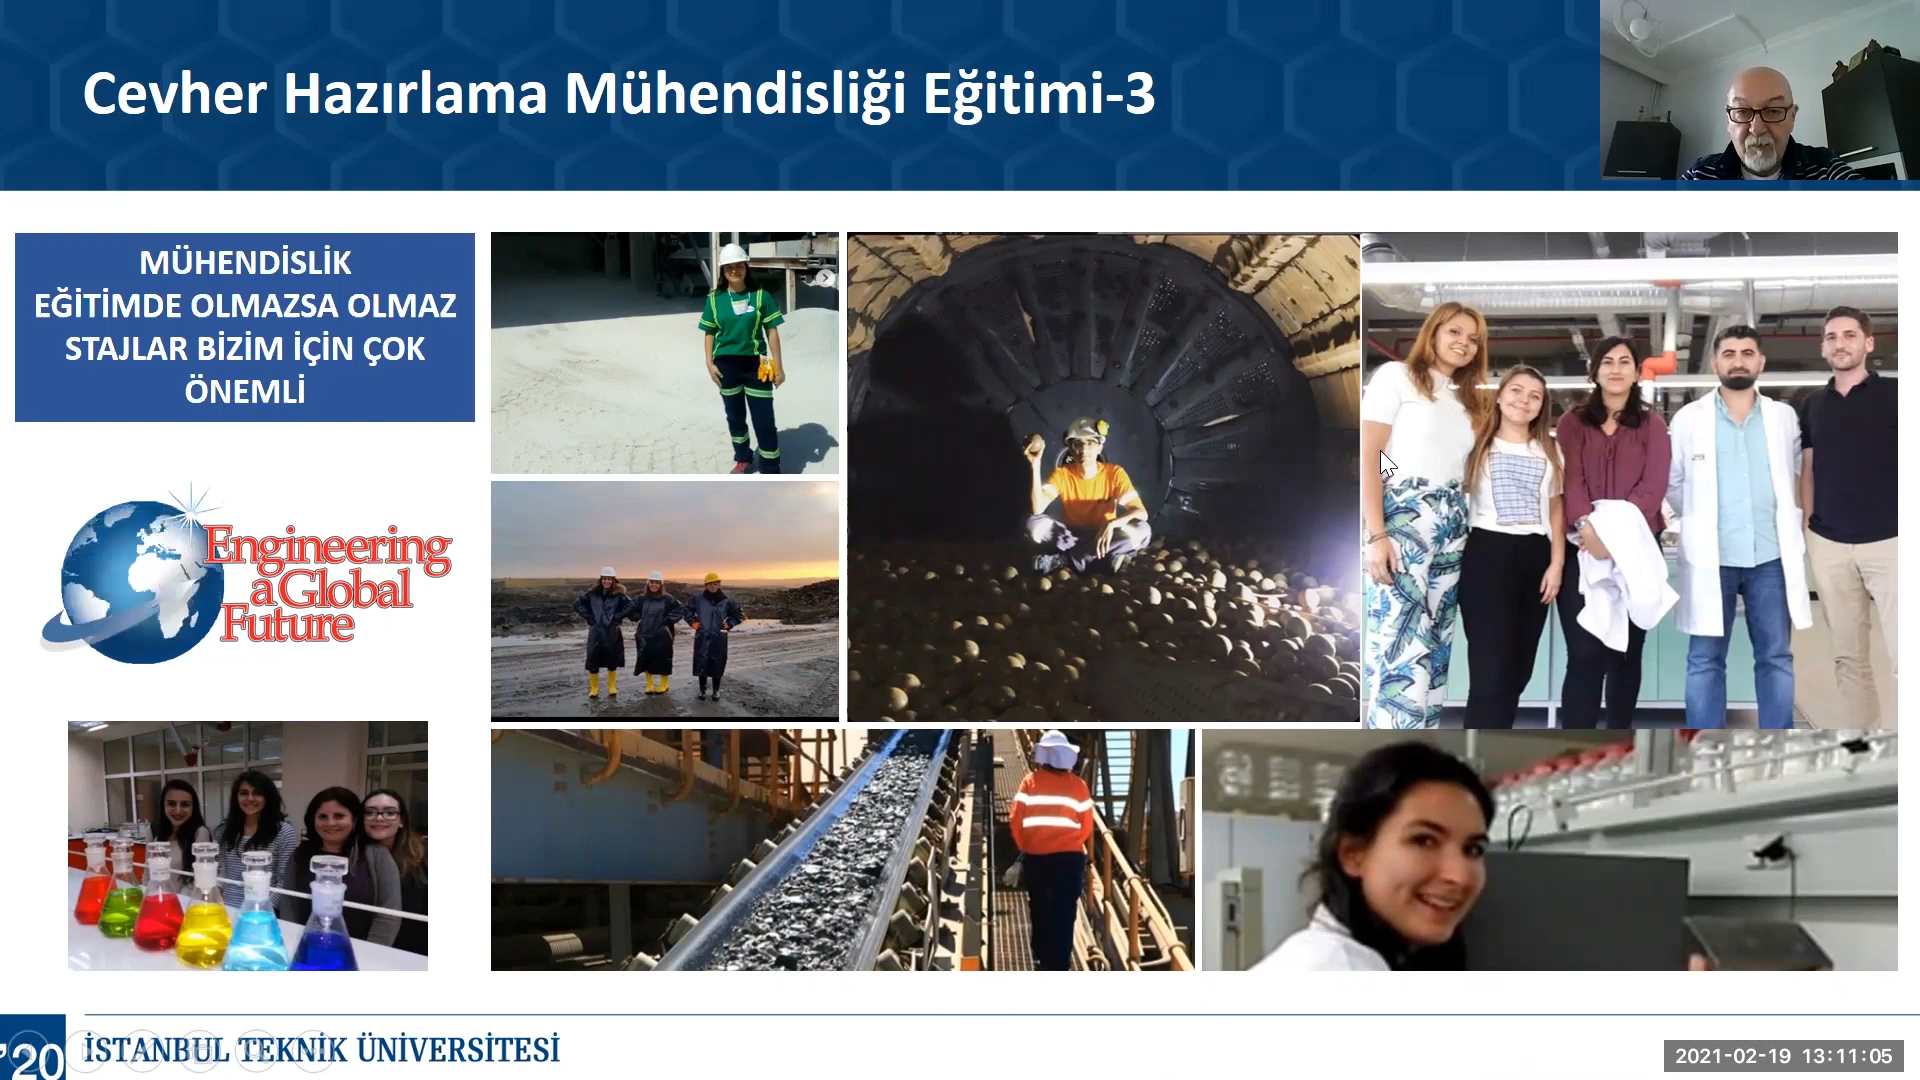 Cevher Hazırlama Mühendisliği Eğitimi-3
MÜHENDİSLİK
EĞİTİMDE OLMAZSA OLMAZ
STAJLAR BİZİM İÇİN ÇOK
ÖNEMLİ
Engineering
a Global
Future
'20
İSTANBUL TEKNİK ÜNİVERSİTESİ
2021-02-19 13:11:05